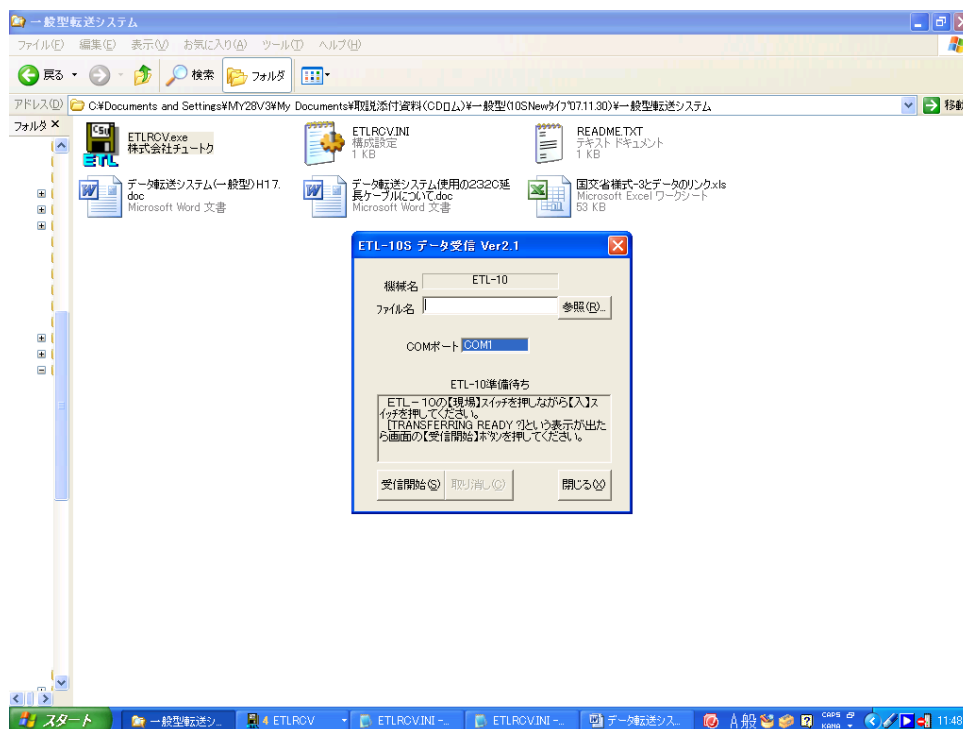 一般型転送システム
ファイル(F) 編集(E) 表示(V) お気に入り(A) ツール(T) ヘルプ(H)
戻る 検索 フォルダ
アドレス(D) C:¥Documents and Settings¥MY28V3¥My Documents¥取説添付資料(CDロム)¥一般型(10SNewタイプ'07.11.30)¥一般型転送システム 移動
フォルダ ×
CSU
ETL
ETLRCV.exe
株式会社チュートク
ETLRCV.INI
構成設定
1 KB
README.TXT
テキスト ドキュメント
1 KB
データ転送システム(一般型)H17.
doc
Microsoft Word 文書
データ転送システム使用の232C延
長ケーブルについて.doc
Microsoft Word 文書
国交省様式-3とデータのリンク.xls
Microsoft Excel ワークシート
53 KB
ETL-10S データ受信 Ver2.1
機械名 ETL-10
ファイル名 参照(R)...
COMポート COM1
ETL-10準備待ち
ETL－10の【現場】スイッチを押しながら【入】ス
イッチを押してください。
[TRANSFERRING READY ?]という表示が出た
ら画面の【受信開始】ボタンを押してください。
受信開始(S) 取り消し(C) 閉じる(X)
スタート 一般型転送シ... 4 ETLRCV ETLRCV.INI -... ETLRCV.INI -... データ転送シス... A 般 CAPS KANA 11:48